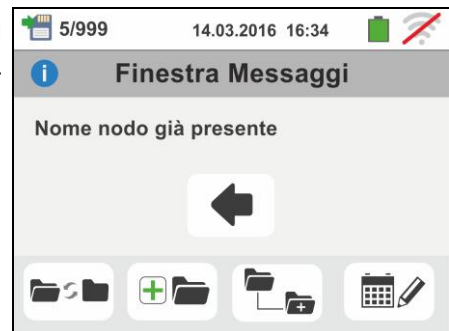 5/999 14.03.2016 16:34
Finestra Messaggi
Nome nodo già presente